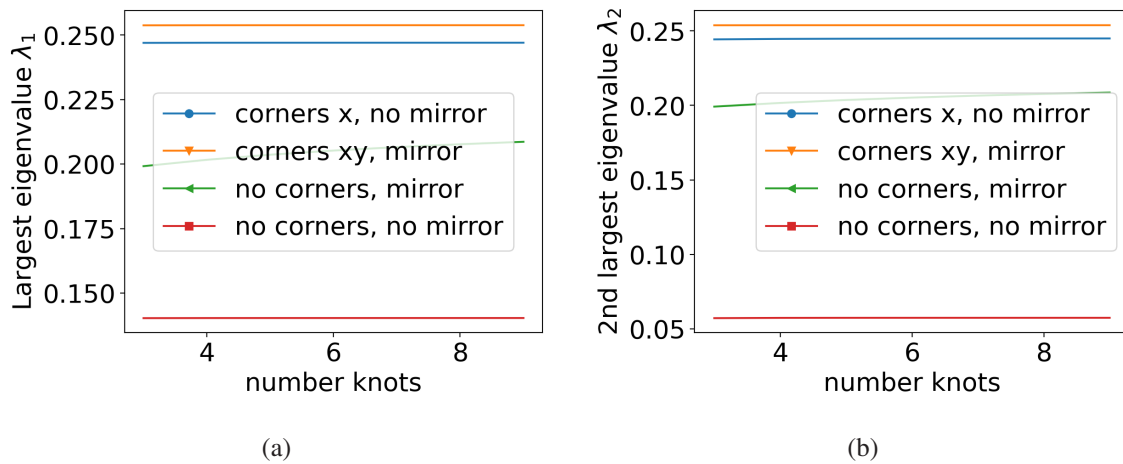 Largest eigenvalue λ1
0.250
0.225
0.200
0.175
0.150
corners x, no mirror
corners xy, mirror
no corners, mirror
no corners, no mirror
4 6 8
number knots
(a)
2nd largest eigenvalue λ2
0.25
0.20
0.15
0.10
0.05
corners x, no mirror
corners xy, mirror
no corners, mirror
no corners, no mirror
4 6 8
number knots
(b)